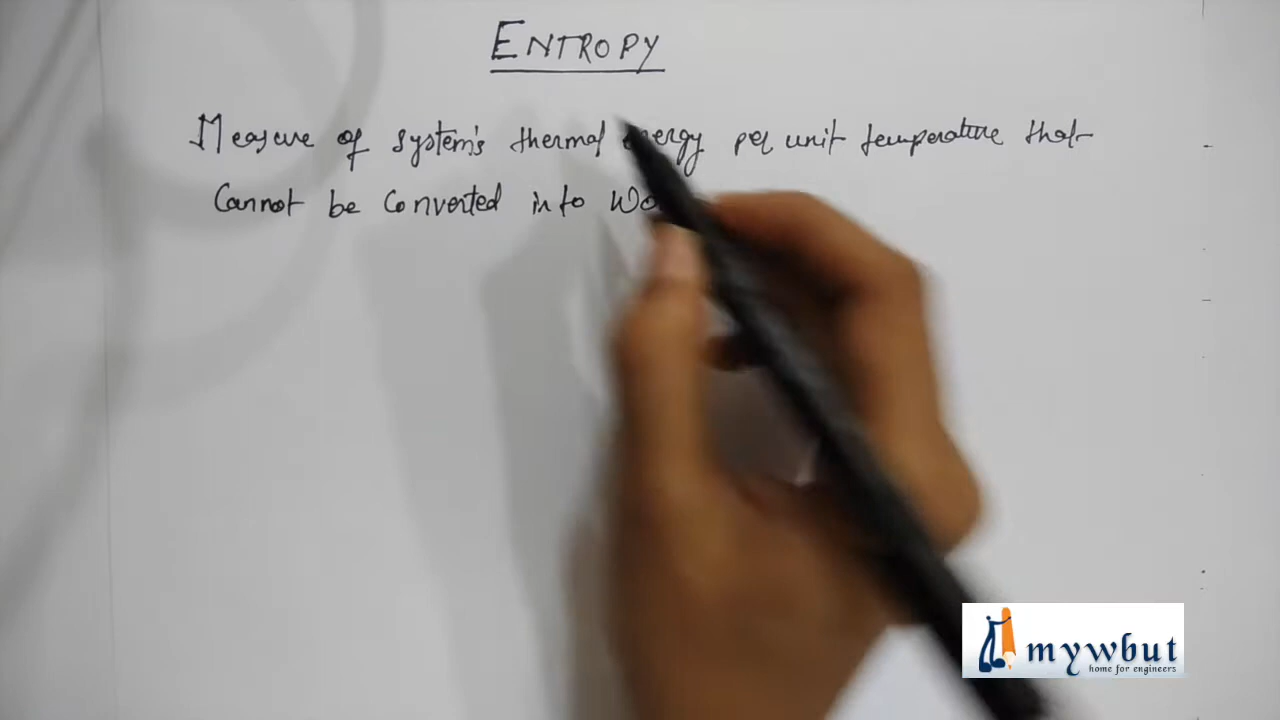 ENTROPY
Measure of system's thermal energy per unit temperature that
Cannot be Converted into
mywbut
home for engineers